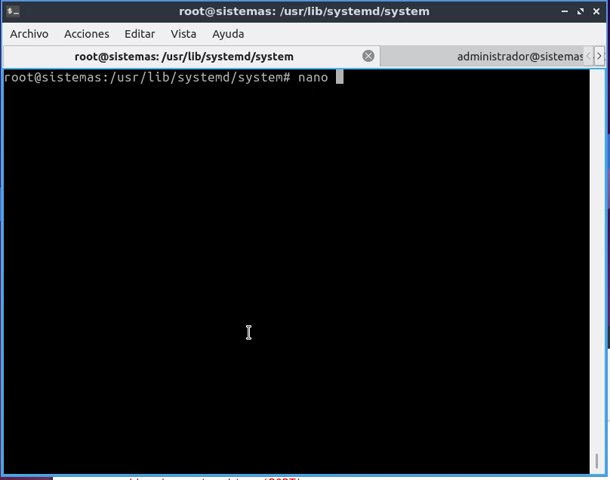 root@sistemas: /usr/lib/systemd/system
Archivo Acciones Editar Vista Ayuda
root@sistemas: /usr/lib/systemd/system administrador@sistemas
root@sistemas:/usr/lib/systemd/system# nano